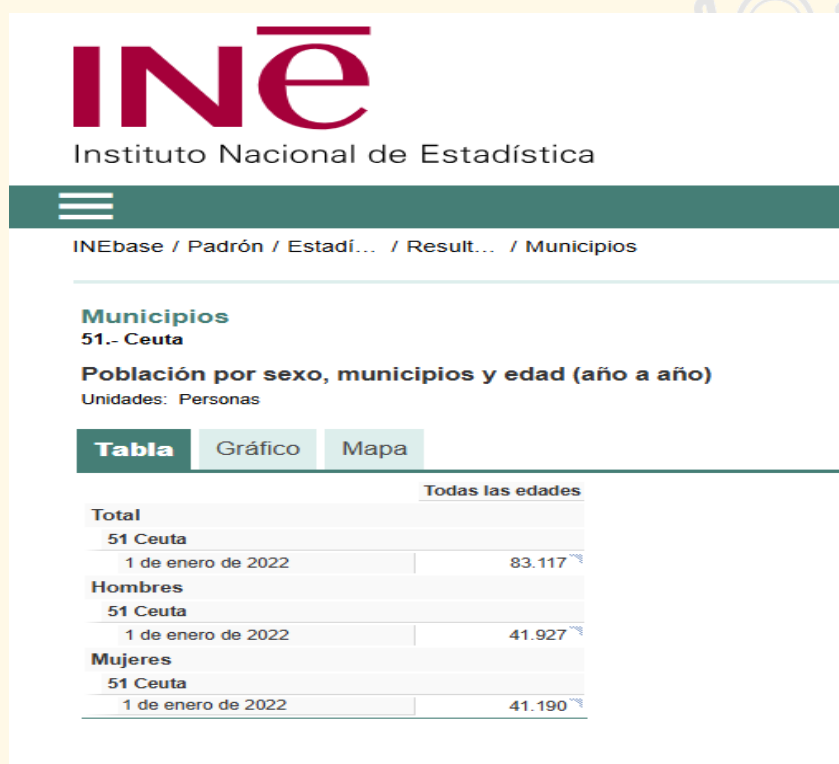 INe
Instituto Nacional de Estadística
INEbase / Padrón / Estadí... / Result... / Municipios
Municipios
51.- Ceuta
Población por sexo, municipios y edad (año a año)
Unidades: Personas
Tabla Gráfico Mapa
Todas las edades
Total
51 Ceuta
1 de enero de 2022 83.117
Hombres
51 Ceuta
1 de enero de 2022 41.927
Mujeres
51 Ceuta
1 de enero de 2022 41.190